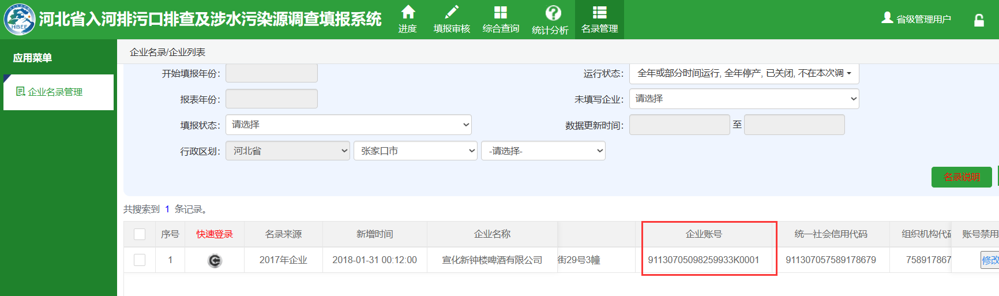 HBEE
河北省入河排污口排查及涉水污染源调查填报系统
进度
填报审核
综合查询
统计分析
名录管理
省级管理用户
应用菜单
企业名录管理
企业名录/企业列表
开始填报年份：
运行状态： 全年或部分时间运行, 全年停产, 已关闭, 不在本次调
报表年份：
未填写企业： 请选择
填报状态： 请选择
数据更新时间： 至
行政区划： 河北省 张家口市 -请选择-
名录说明
共搜索到 1 条记录。
序号 快速登录 名录来源 新增时间 企业名称 企业账号 统一社会信用代码 组织机构代码 账号禁用
1 2017年企业 2018-01-31 00:12:00 宣化新钟楼啤酒有限公司 街29号3幢 91130705098259933K0001 911307057589178679 758917867 修改